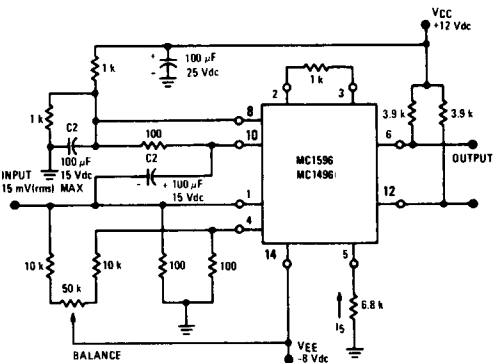 VCC
+12 Vdc
+
100 μF
25 Vdc
-
1 k
1 k
2
3
1 k
3.9 k
3.9 k
8
C2
100 μF
15 Vdc
100
10
6
OUTPUT
C2
- + 100 μF
15 Vdc
MC1596
MC1496
INPUT
15 mV(rms) MAX
1
12
4
14
5
10 k
10 k
100
100
50 k
I5
6.8 k
BALANCE
VEE
-8 Vdc